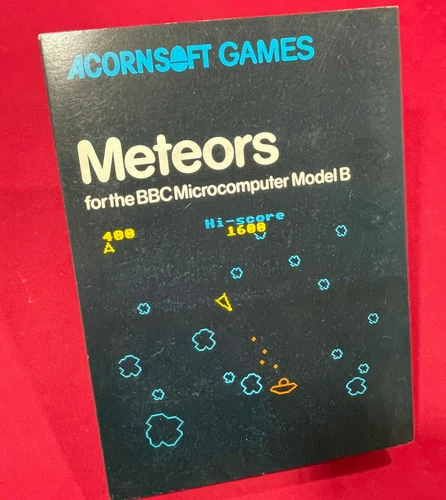 ACORNSOFT GAMES
Meteors
for the BBC Microcomputer Model B
Hi-score
400 1600